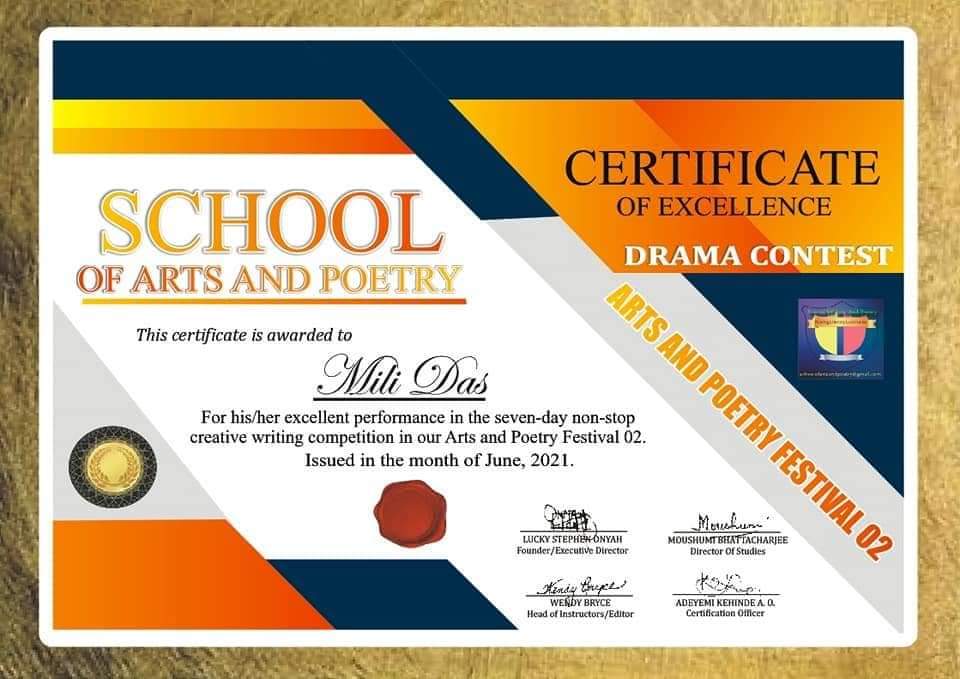 SCHOOL
OF ARTS AND POETRY
CERTIFICATE
OF EXCELLENCE
DRAMA CONTEST
ARTS AND POETRY FESTIVAL 02
This certificate is awarded to
Mili Das
For his/her excellent performance in the seven-day non-stop
creative writing competition in our Arts and Poetry Festival 02.
Issued in the month of June, 2021.
LUCKY STEPHEN ONYAH
Founder/Executive Director
Moushumi
MOUSHUMI BHATTACHARJEE
Director Of Studies
Wendy Bryce
WENDY BRYCE
Head of Instructors/Editor
ADEYEMI KEHINDE A. O.
Certification Officer